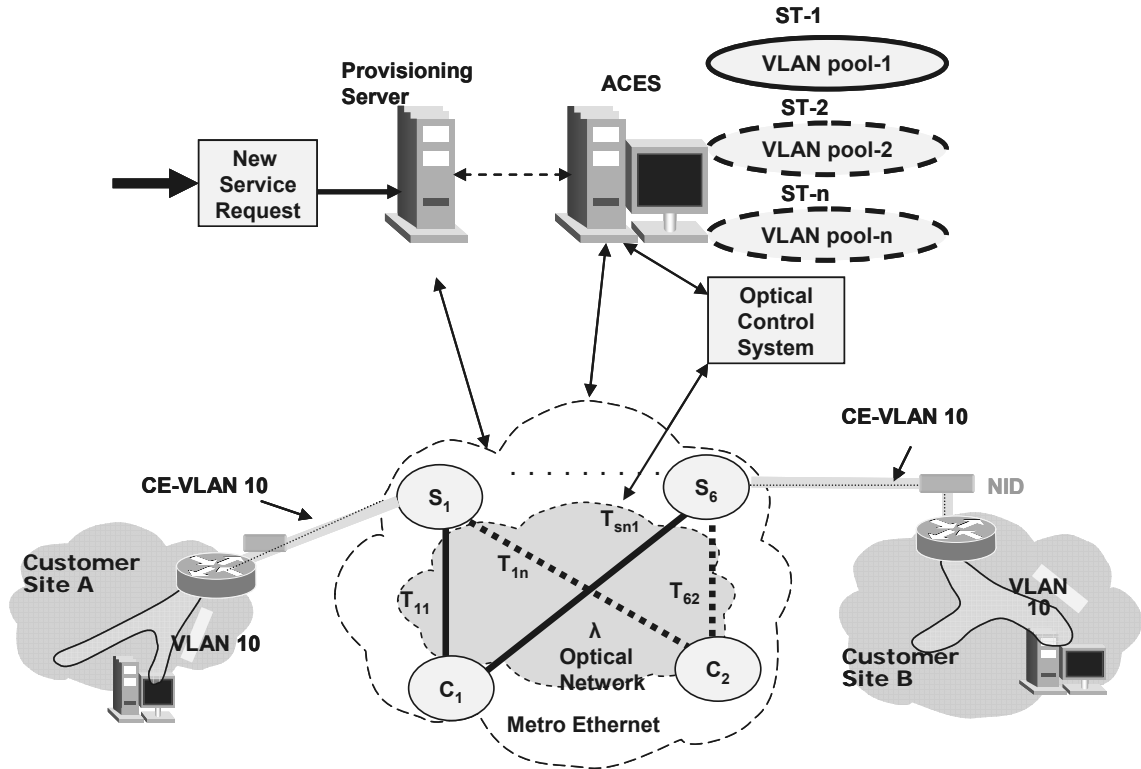 ST-1
VLAN pool-1
Provisioning
Server
ACES
ST-2
VLAN pool-2
New
Service
Request
ST-n
VLAN pool-n
Optical
Control
System
CE-VLAN 10
CE-VLAN 10
S1
S6
NID
Tsn1
T1n
Customer
Site A
T11
T62
VLAN
10
VLAN 10
λ
Optical
Network
C1
C2
Customer
Site B
Metro Ethernet